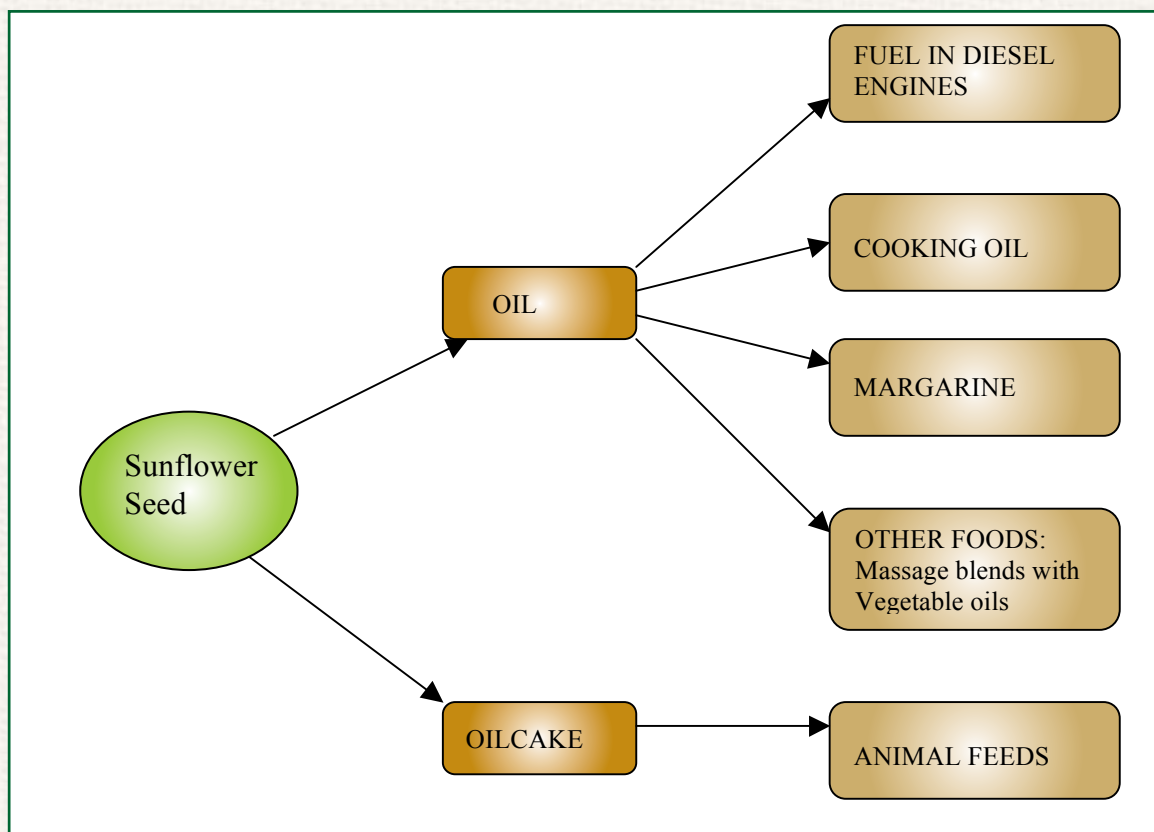 FUEL IN DIESEL
ENGINES
COOKING OIL
OIL
MARGARINE
Sunflower
Seed
OTHER FOODS:
Massage blends with
Vegetable oils
OILCAKE
ANIMAL FEEDS